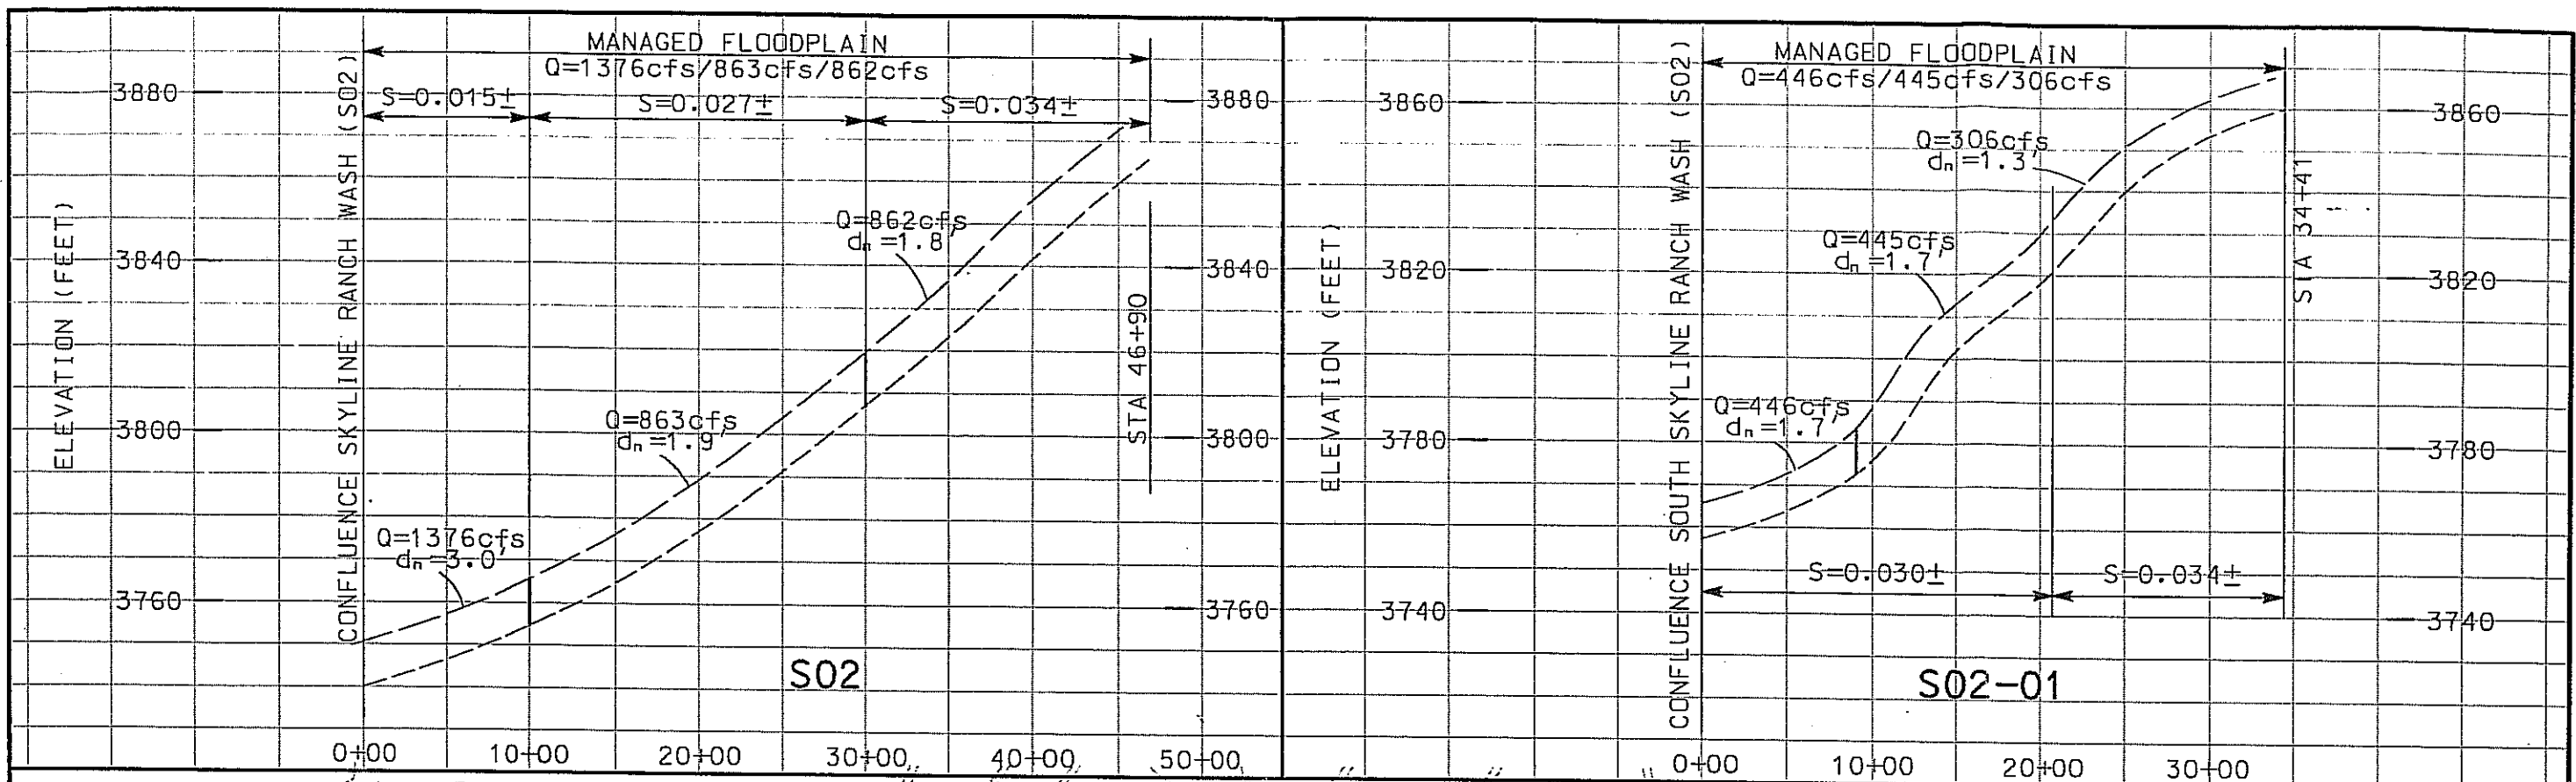 MANAGED FLOODPLAIN
Q=1376cfs/863cfs/862cfs
S=0.015±
S=0.027±
S=0.034±
3880
3840
3800
3760
ELEVATION (FEET)
CONFLUENCE SKYLINE RANCH WASH (S02)
Q=862cfs
dn=1.8'
Q=863cfs
dn=1.9'
Q=1376cfs
dn=3.0'
STA 46+90
3880
3840
3800
3760
S02
0+00
10+00
20+00
30+00
40+00
50+00
MANAGED FLOODPLAIN
Q=446cfs/445cfs/306cfs
3860
3820
3780
3740
ELEVATION (FEET)
CONFLUENCE SOUTH SKYLINE RANCH WASH (S02)
Q=306cfs
dn=1.3'
Q=445cfs
dn=1.7'
Q=446cfs
dn=1.7'
STA 34+41
3860
3820
3780
3740
S=0.030±
S=0.034±
S02-01
0+00
10+00
20+00
30+00